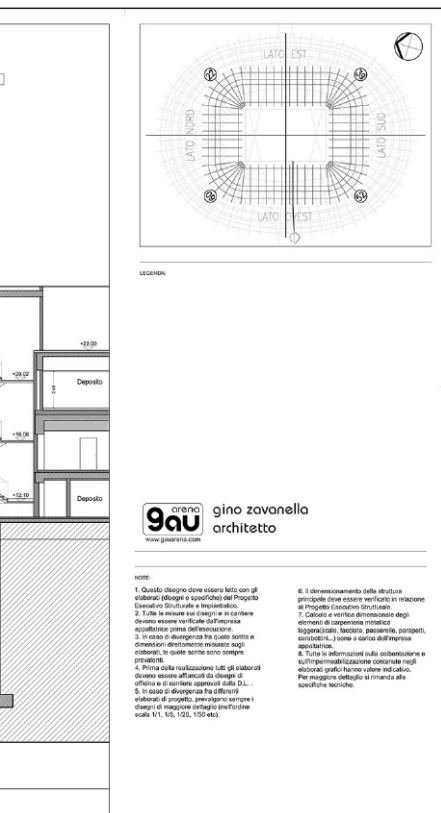 LATO EST
LATO NORD
LATO SUD
LATO OVEST
LEGENDA:
+22.00
+20.02
Deposito
+16.08
+12.10
Deposito
arena
gau
www.gauarena.com
gino zavanella
architetto
NOTE:
1. Questo disegno deve essere letto con gli
elaborati (disegni e specifiche) del Progetto
Esecutivo Strutturale e Impiantistico.
2. Tutte le misure sui disegni e in cantiere
devono essere verificate dall'impresa
appaltatrice prima dell'esecuzione.
3. In caso di divergenza fra quote scritte e
dimensioni direttamente misurate sugli
elaborati, le quote scritte sono sempre
prevalenti.
4. Prima della realizzazione tutti gli elaborati
devono essere affiancati da disegni di
officina e di cantiere approvati dalla D.L. .
5. In caso di divergenza fra differenti
elaborati di progetto, prevalgono sempre i
disegni di maggiore dettaglio (nell'ordine
scala 1/1, 1/5, 1/20, 1/50 etc).
6. Il dimensionamento della struttura
principale deve essere verificato in relazione
al Progetto Esecutivo Strutturale.
7. Calcolo e verifica dimensionale degli
elementi di carpenteria metallica
leggera(scale, facciate, passerelle, parapetti,
carrabotini...) sono a carico dell'impresa
appaltatrice.
8. Tutte le informazioni sulla coibentazione e
sull'impermeabilizzazione contenute negli
elaborati grafici hanno valore indicativo.
Per maggiore dettaglio si rimanda alle
specifiche tecniche.